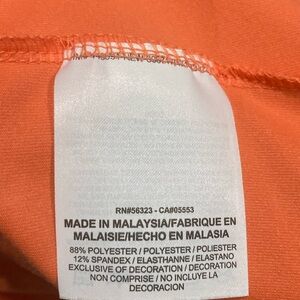 RN#56323 - CA#05553
MADE IN MALAYSIA/FABRIQUE EN
MALAISIE/HECHO EN MALASIA
88% POLYESTER / POLYESTER / POLIESTER
12% SPANDEX / ELASTHANNE / ELASTANO
EXCLUSIVE OF DECORATION / DECORATION
NON COMPRISE / NO INCLUYE LA
DECORACION